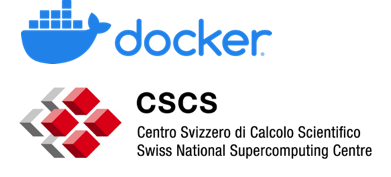 docker
CSCS
Centro Svizzero di Calcolo Scientifico
Swiss National Supercomputing Centre